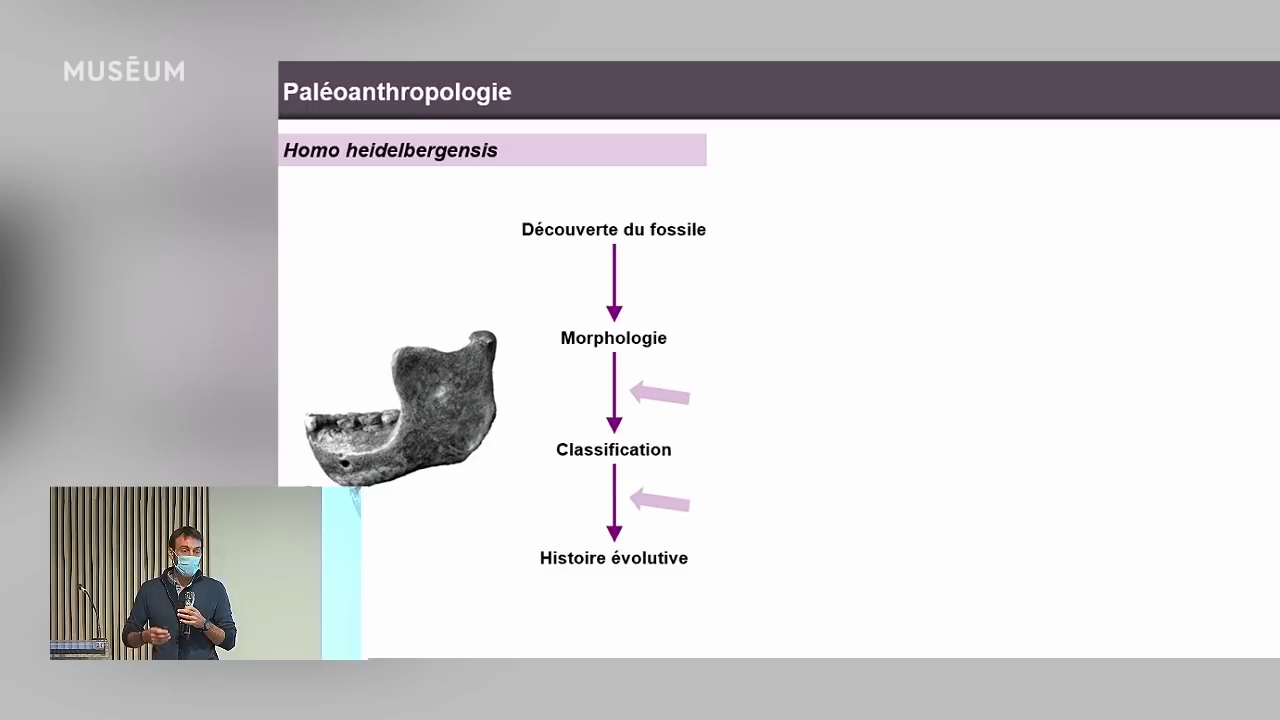 MUSĒUM
Paléoanthropologie
Homo heidelbergensis
Découverte du fossile
Morphologie
Classification
Histoire évolutive